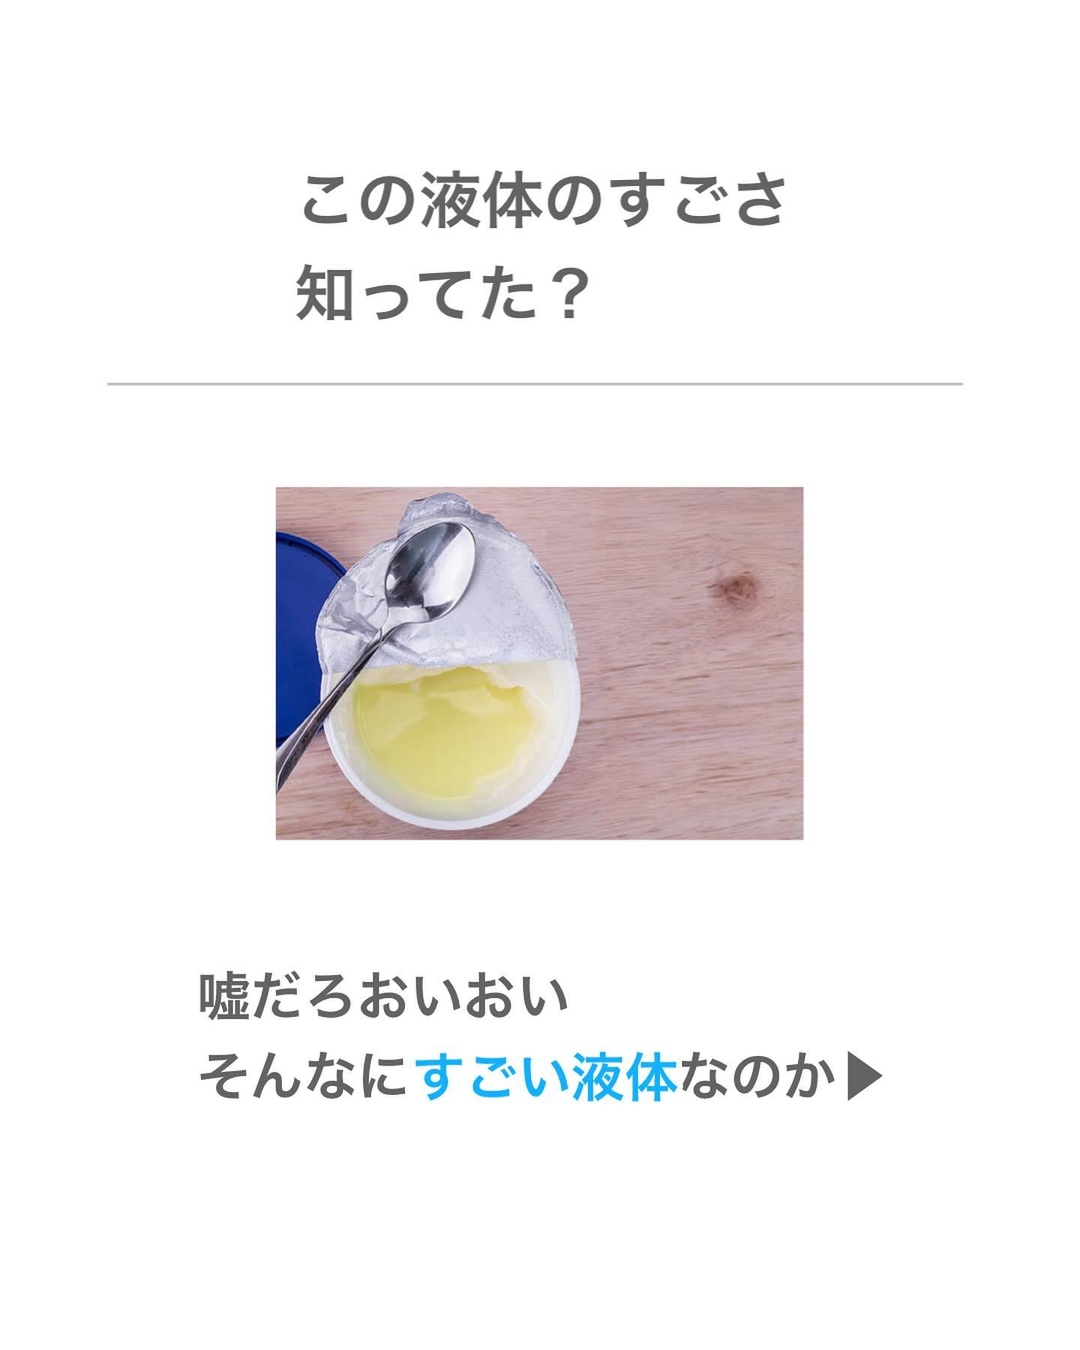 この液体のすごさ
知ってた？
嘘だろおいおい
そんなにすごい液体なのか▶